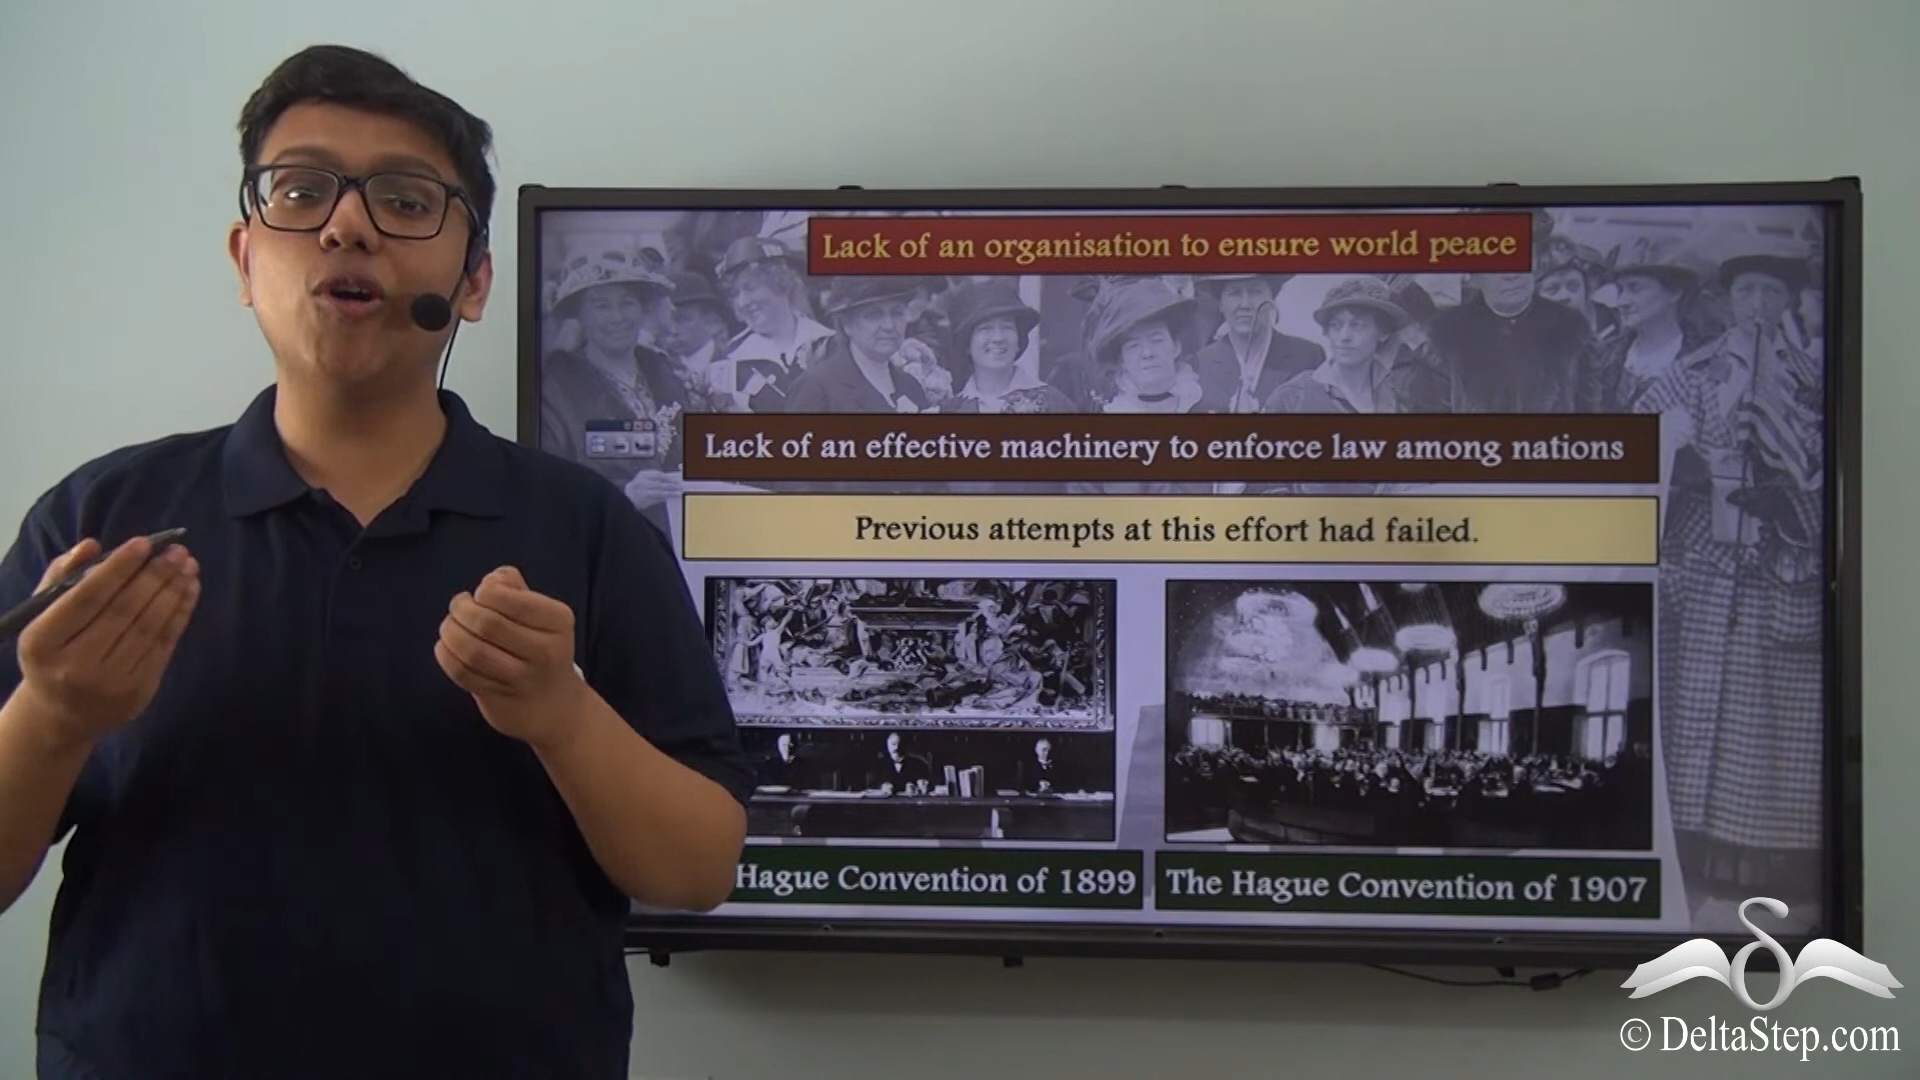 Lack of an organisation to ensure world peace
Lack of an effective machinery to enforce law among nations
Previous attempts at this effort had failed.
Hague Convention of 1899
The Hague Convention of 1907
© DeltaStep.com